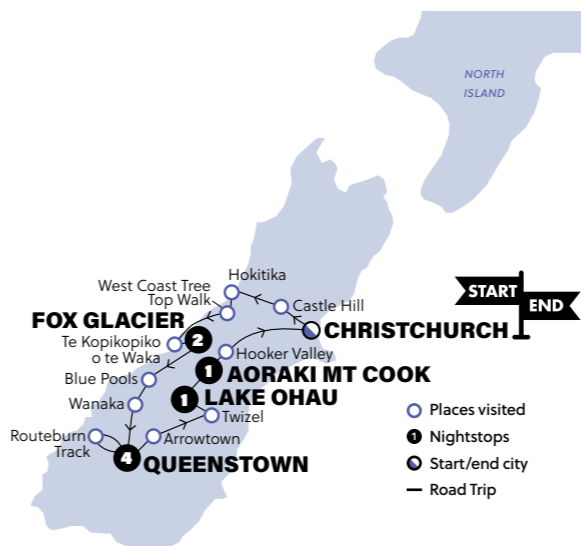 NORTH
ISLAND
Hokitika
West Coast Tree
Top Walk
Castle Hill
START
END
FOX GLACIER
2
CHRISTCHURCH
Te Kopikopiko
o te Waka
Hooker Valley
1
AORAKI MT COOK
Blue Pools
1
LAKE OHAU
Wanaka
Twizel
Places visited
Routeburn
Track
Arrowtown
1
Nightstops
4
QUEENSTOWN
Start/end city
Road Trip